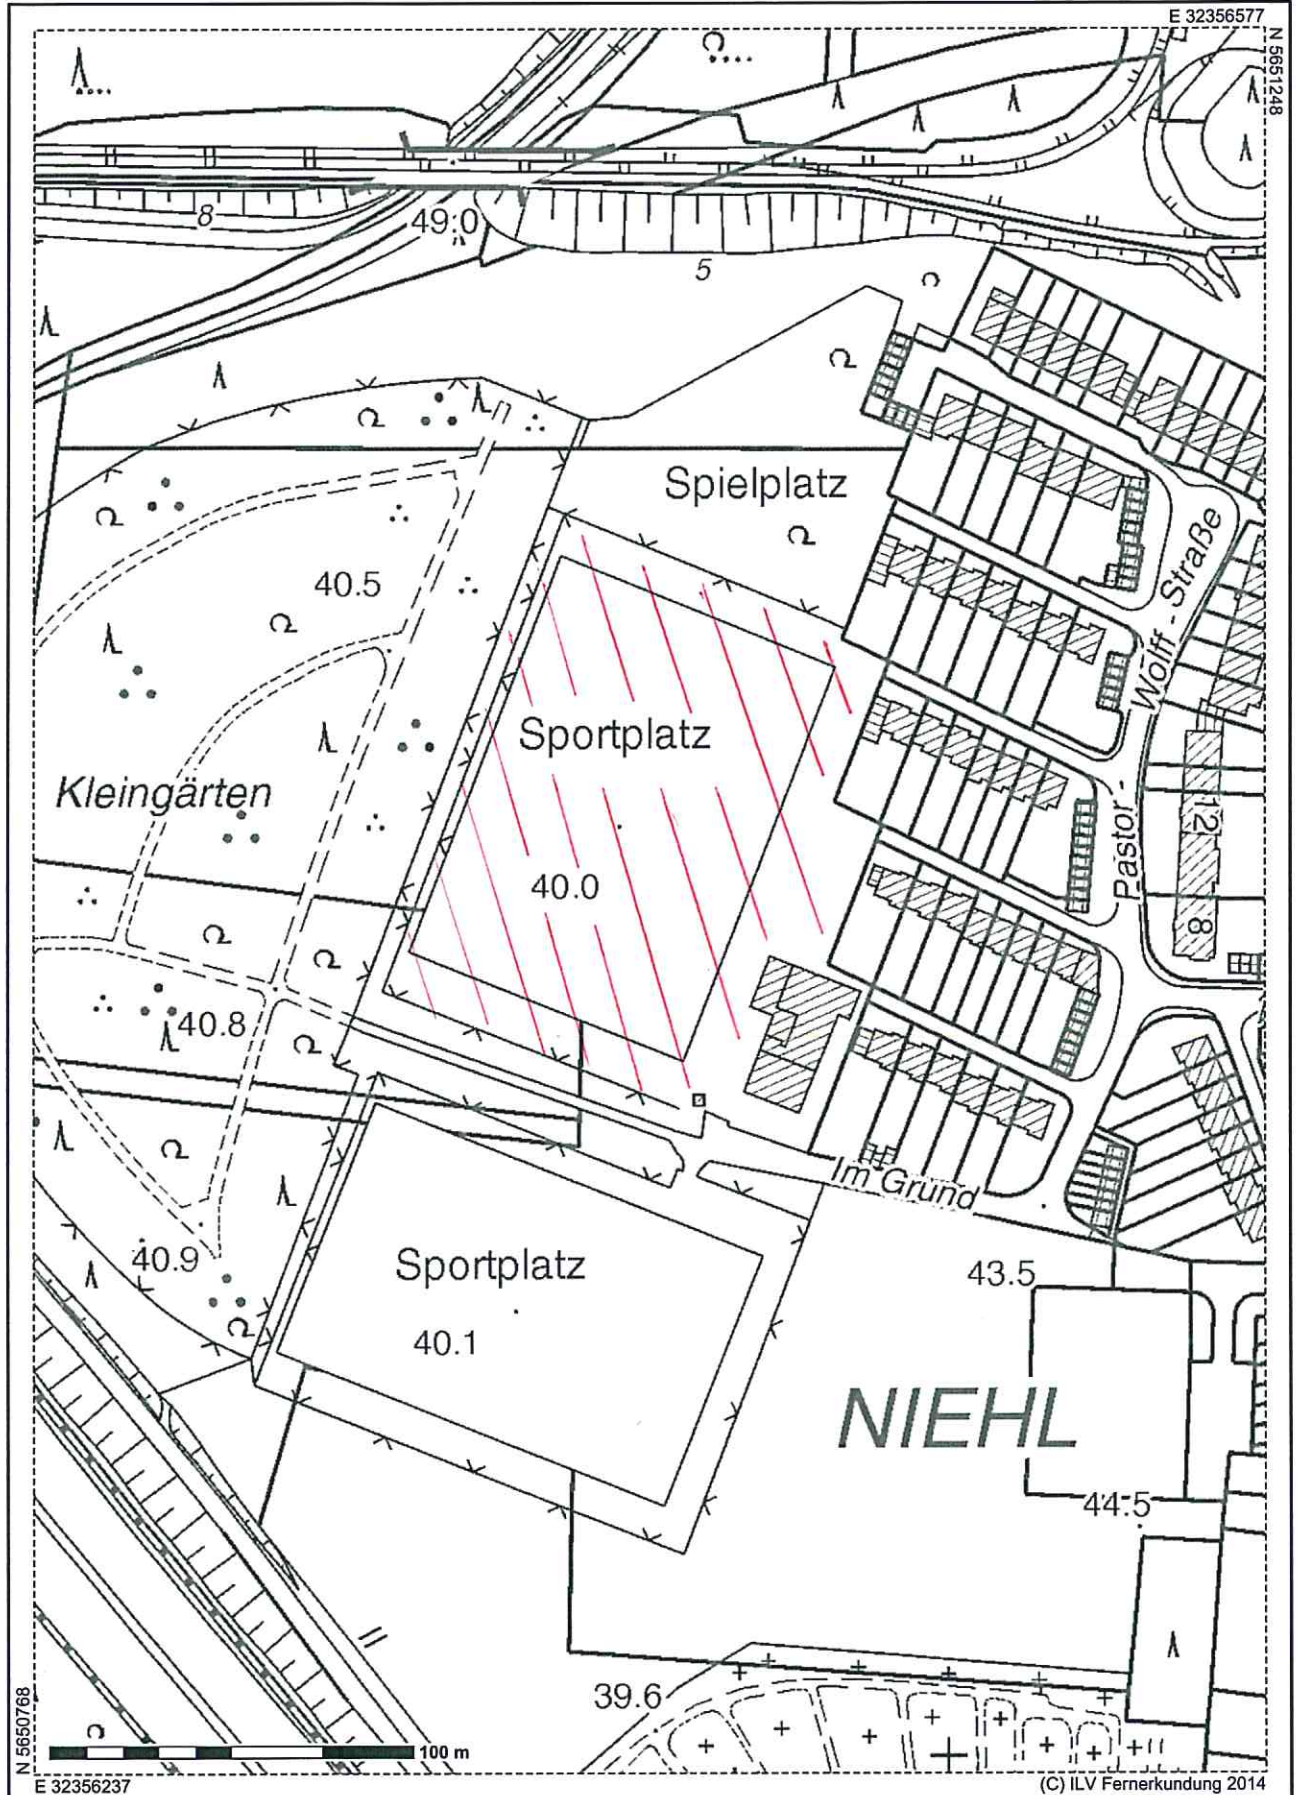 E 32356577
N 5651248
8
49.0
5
Spielplatz
40.5
Sportplatz
Kleingärten
40.0
Pastor - Wolff - Straße
12
8
40.8
Im Grund
40.9
Sportplatz
40.1
43.5
NIEHL
44.5
39.6
N 5650768
100 m
E 32356237
(C) ILV Fernerkundung 2014